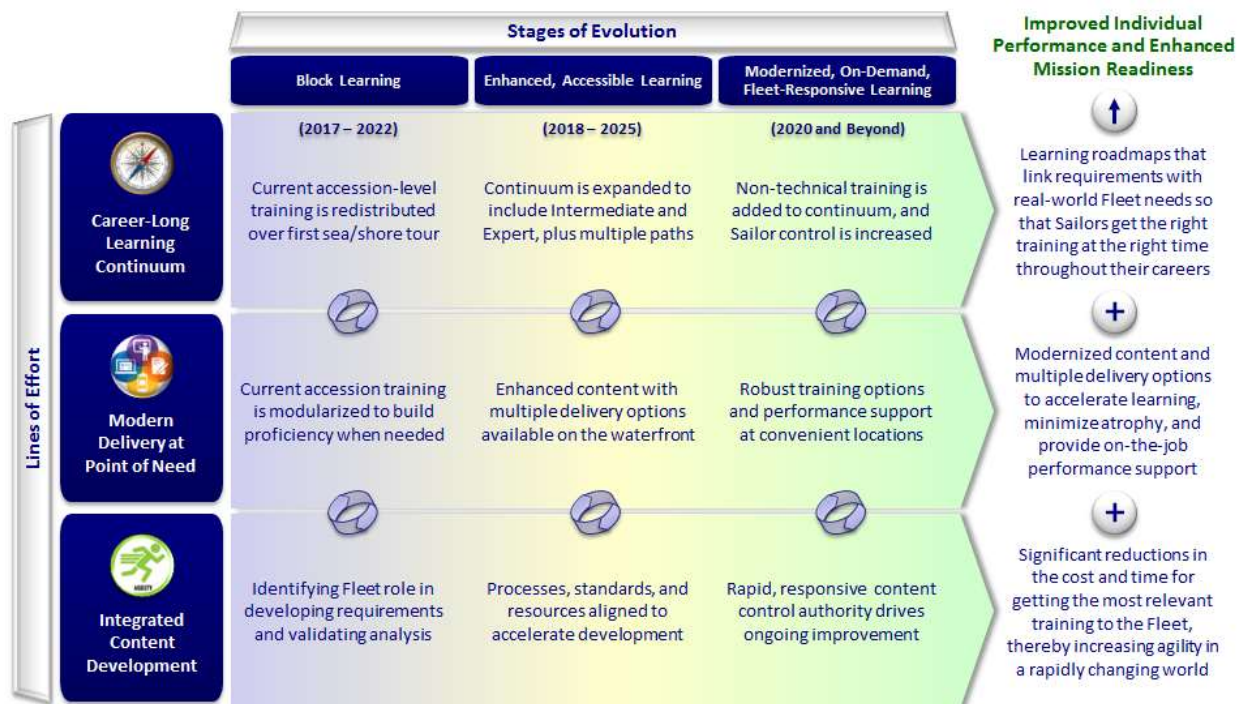 Stages of Evolution
Improved Individual
Performance and Enhanced
Mission Readiness
Block Learning
Enhanced, Accessible Learning
Modernized, On-Demand,
Fleet-Responsive Learning
Lines of Effort
Career-Long
Learning
Continuum
(2017 – 2022)
Current accession-level
training is redistributed
over first sea/shore tour
(2018 – 2025)
Continuum is expanded to
include Intermediate and
Expert, plus multiple paths
(2020 and Beyond)
Non-technical training is
added to continuum, and
Sailor control is increased
Learning roadmaps that
link requirements with
real-world Fleet needs so
that Sailors get the right
training at the right time
throughout their careers
+
Modern
Delivery at
Point of Need
Current accession training
is modularized to build
proficiency when needed
Enhanced content with
multiple delivery options
available on the waterfront
Robust training options
and performance support
at convenient locations
Modernized content and
multiple delivery options
to accelerate learning,
minimize atrophy, and
provide on-the-job
performance support
+
AGILITY
Integrated
Content
Development
Identifying Fleet role in
developing requirements
and validating analysis
Processes, standards, and
resources aligned to
accelerate development
Rapid, responsive content
control authority drives
ongoing improvement
Significant reductions in
the cost and time for
getting the most relevant
training to the Fleet,
thereby increasing agility in
a rapidly changing world